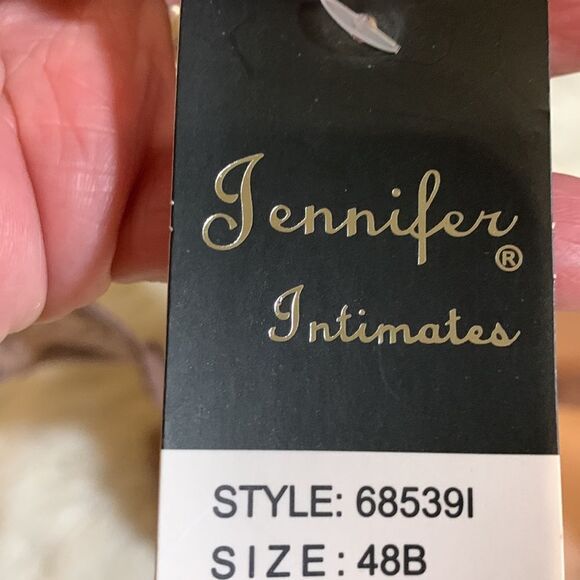 Jennifer®
Intimates
STYLE: 68539I
SIZE: 48B